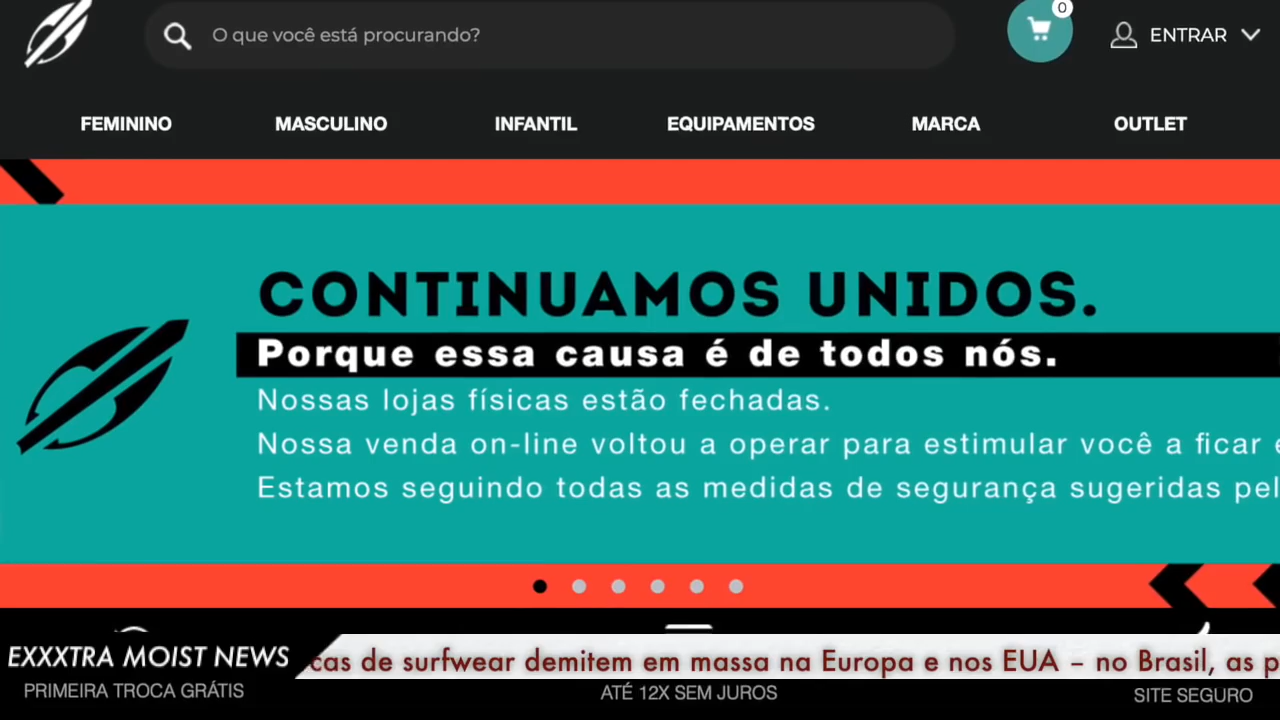 O que você está procurando?
0
ENTRAR
FEMININO MASCULINO INFANTIL EQUIPAMENTOS MARCA OUTLET
CONTINUAMOS UNIDOS.
Porque essa causa é de todos nós.
Nossas lojas físicas estão fechadas.
Nossa venda on-line voltou a operar para estimular você a ficar
Estamos seguindo todas as medidas de segurança sugeridas
EXXXTRA MOIST NEWS
de surfwear demitem em massa na Europa e nos EUA – no Brasil, as
PRIMEIRA TROCA GRÁTIS
ATÉ 12X SEM JUROS
SITE SEGURO